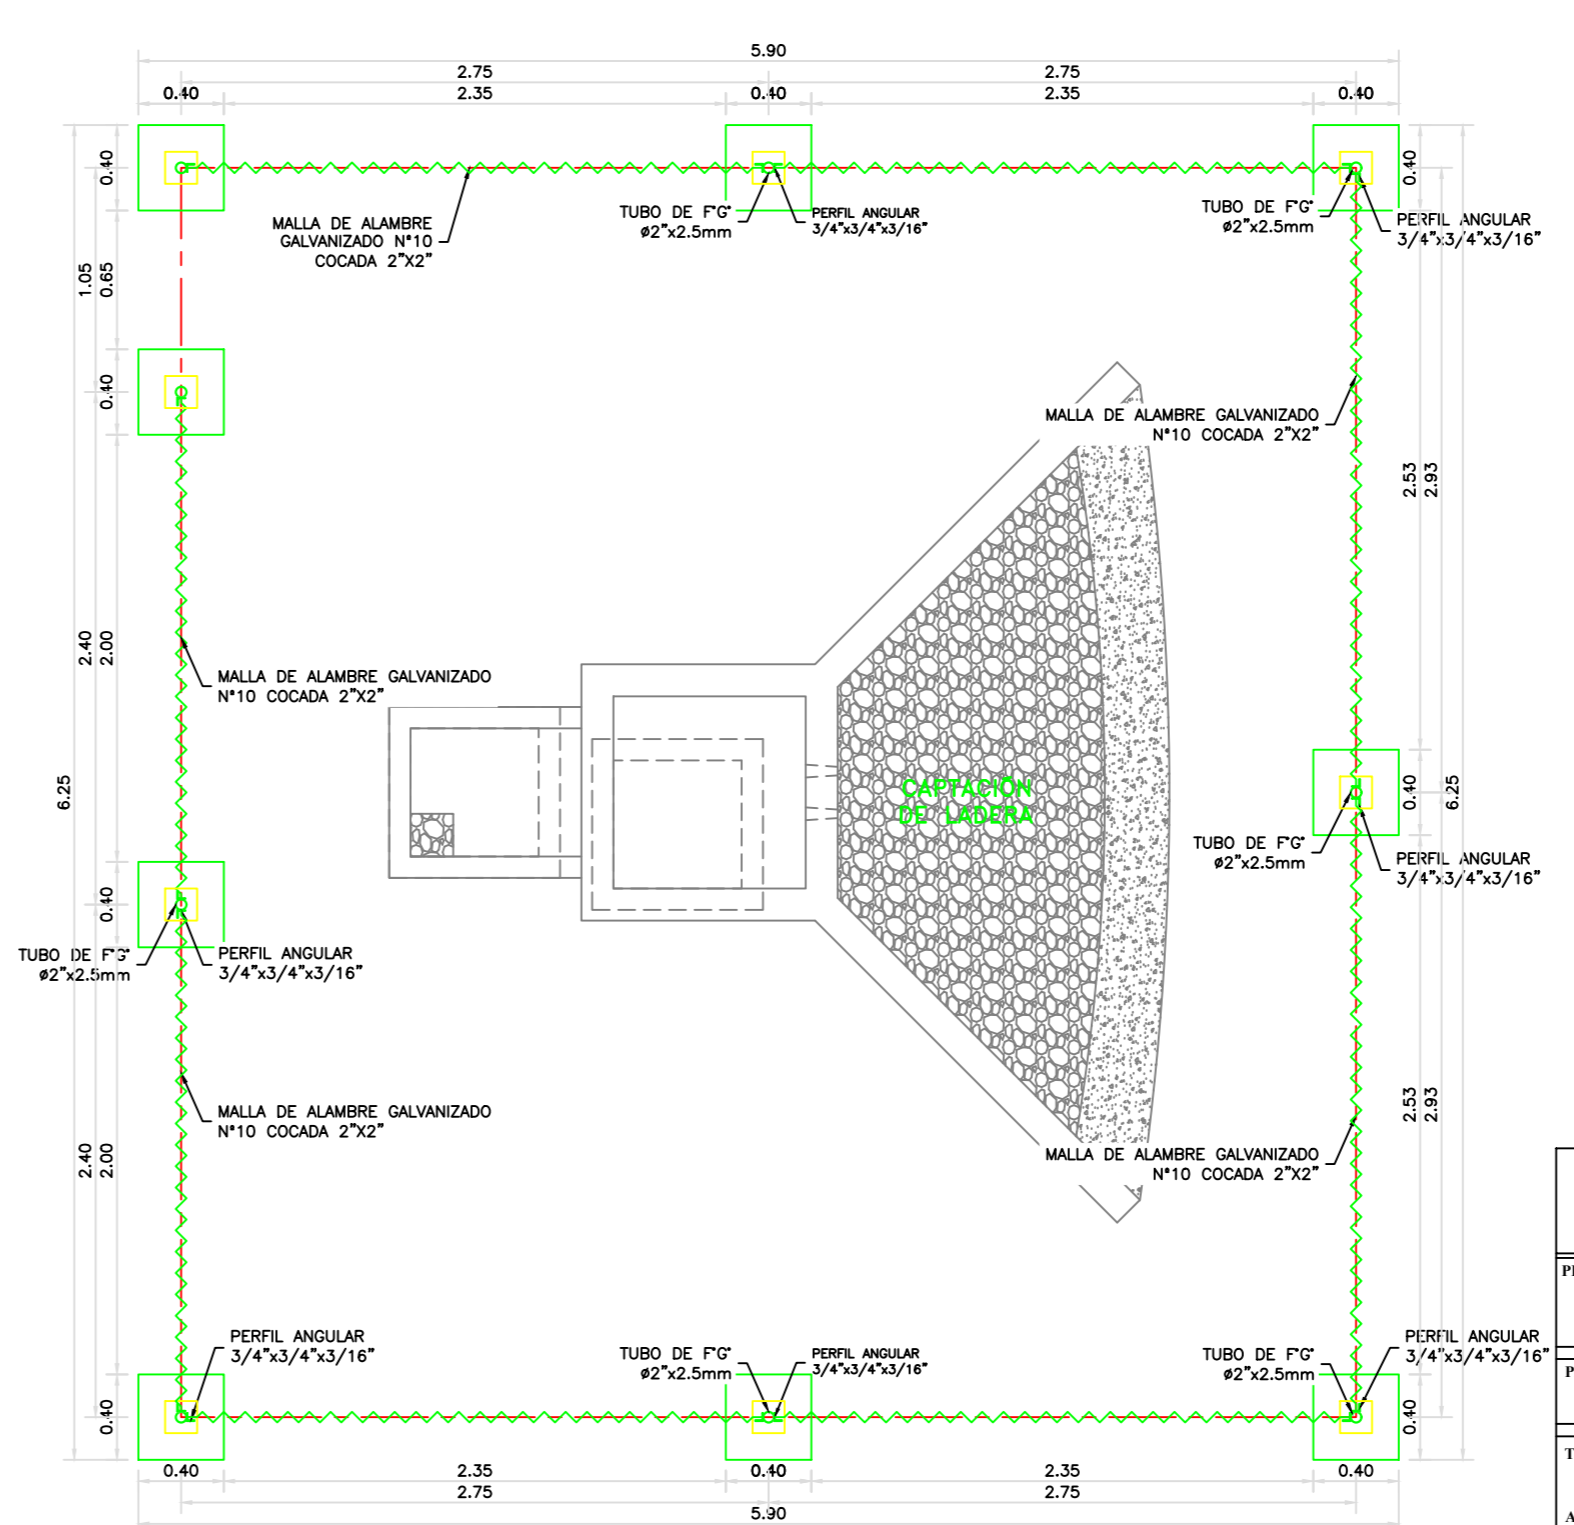 5.90
2.75
2.75
0.40
2.35
0.40
2.35
0.40
0.40
0.40
MALLA DE ALAMBRE
GALVANIZADO N°10
COCADA 2"X2"
TUBO DE F°G°
ø2"x2.5mm
PERFIL ANGULAR
3/4"x3/4"x3/16"
TUBO DE F°G°
ø2"x2.5mm
PERFIL ANGULAR
3/4"x3/4"x3/16"
1.05
0.65
0.40
MALLA DE ALAMBRE GALVANIZADO
N°10 COCADA 2"X2"
2.53
2.93
2.40
2.00
MALLA DE ALAMBRE GALVANIZADO
N°10 COCADA 2"X2"
6.25
CAPTACIÓN
DE LADERA
0.40
6.25
TUBO DE F°G°
ø2"x2.5mm
PERFIL ANGULAR
3/4"x3/4"x3/16"
0.40
TUBO DE F°G°
ø2"x2.5mm
PERFIL ANGULAR
3/4"x3/4"x3/16"
MALLA DE ALAMBRE GALVANIZADO
N°10 COCADA 2"X2"
2.53
2.93
2.40
2.00
MALLA DE ALAMBRE GALVANIZADO
N°10 COCADA 2"X2"
PERFIL ANGULAR
3/4"x3/4"x3/16"
TUBO DE F°G°
ø2"x2.5mm
PERFIL ANGULAR
3/4"x3/4"x3/16"
TUBO DE F°G°
ø2"x2.5mm
PERFIL ANGULAR
3/4"x3/4"x3/16"
0.40
0.40
0.40
2.35
0.40
2.35
0.40
2.75
2.75
5.90